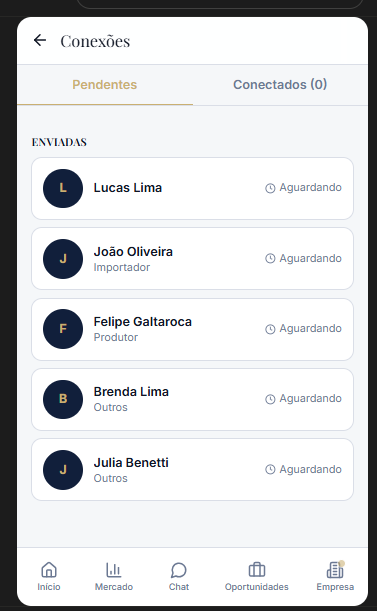 Conexões
Pendentes
Conectados (0)
ENVIADAS
L
Lucas Lima
Aguardando
J
João Oliveira
Importador
Aguardando
F
Felipe Galtaroca
Produtor
Aguardando
B
Brenda Lima
Outros
Aguardando
J
Julia Benetti
Outros
Aguardando
Início
Mercado
Chat
Oportunidades
Empresa